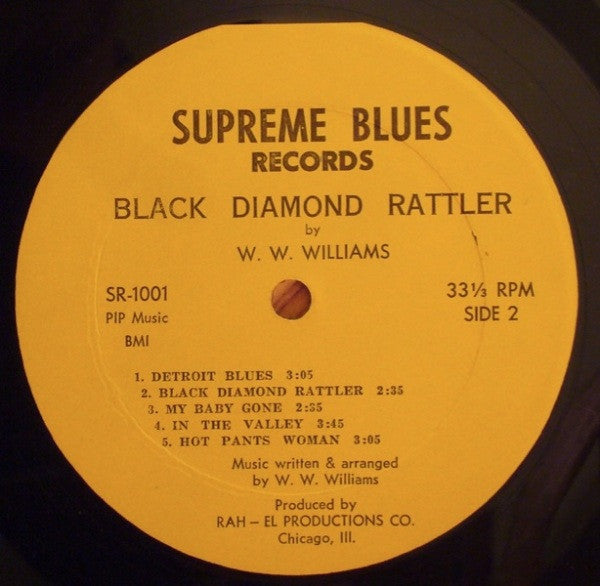 SUPREME BLUES
RECORDS
BLACK DIAMOND RATTLER
by
W. W. WILLIAMS
SR-1001
PIP Music
BMI
33⅓ RPM
SIDE 2
1. DETROIT BLUES 3:05
2. BLACK DIAMOND RATTLER 2:35
3. MY BABY GONE 2:35
4. IN THE VALLEY 3:45
5. HOT PANTS WOMAN 3:05
Music written & arranged
by W. W. Williams
Produced by
RAH – EL PRODUCTIONS CO.
Chicago, Ill.